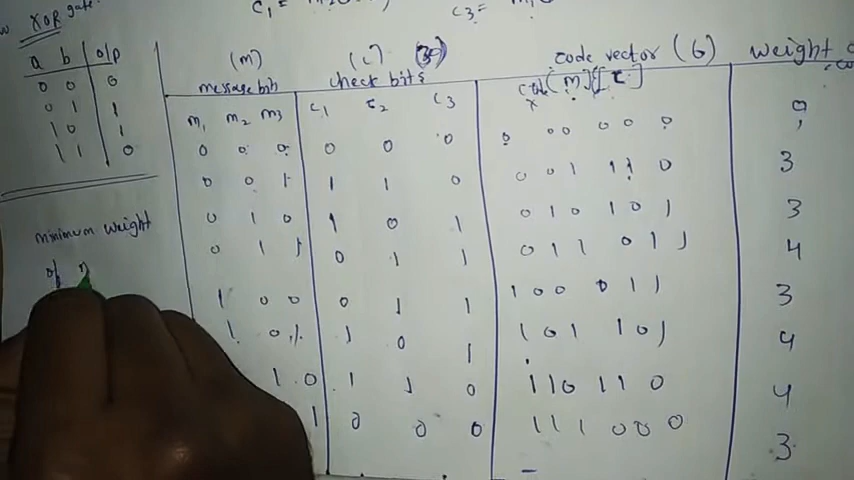 XOR gate
C1 =
C3 =
a b o/p
0 0 0
0 1 1
1 0 1
1 1 0
minimum weight
of
(m) (c) code vector (G) weight
message bits check bits
m1 m2 m3 c1 c2 c3 [m][c]
0 0 0 0 0 0 0 0 0 0 0 0 0
0 0 1 1 1 0 0 0 1 1 1 0 3
0 1 0 1 0 1 0 1 0 1 0 1 3
0 1 1 0 1 1 0 1 1 0 1 1 4
1 0 0 0 1 1 1 0 0 0 1 1 3
1 0 1 1 0 1 1 0 1 1 0 1 4
1 0 1 1 0 1 1 0 1 1 0 4
1 0 0 0 1 1 1 0 0 0 3